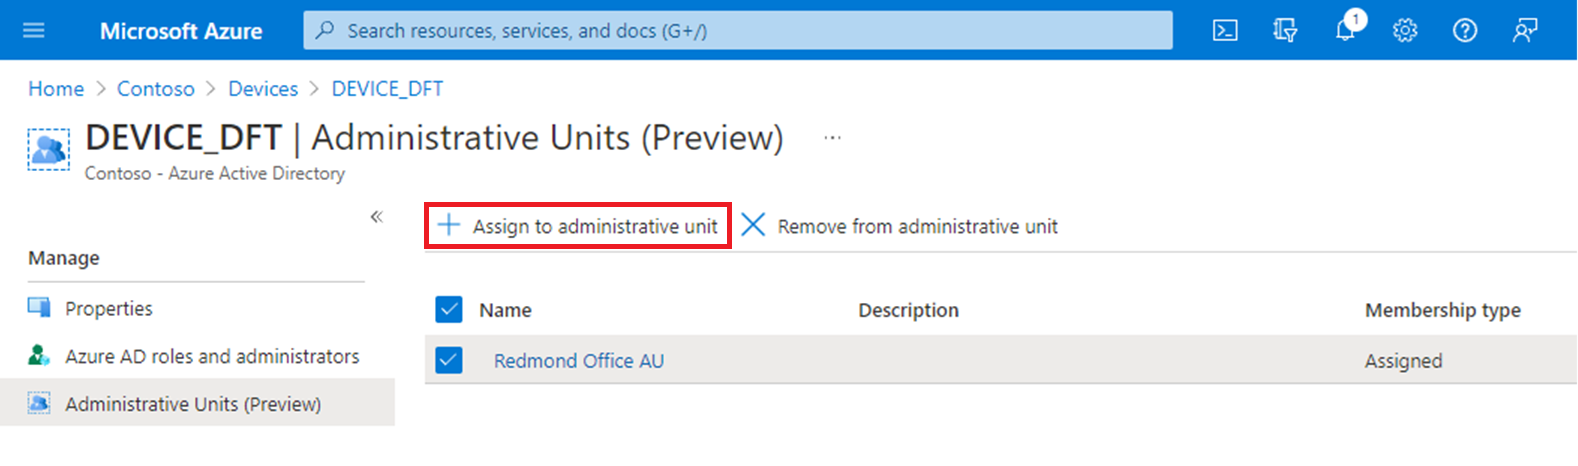 Microsoft Azure
Search resources, services, and docs (G+/)
1
Home > Contoso > Devices > DEVICE_DFT
DEVICE_DFT | Administrative Units (Preview) ...
Contoso - Azure Active Directory
«
Assign to administrative unit
Remove from administrative unit
Manage
Properties
Azure AD roles and administrators
Administrative Units (Preview)
Name Description Membership type
Redmond Office AU Assigned